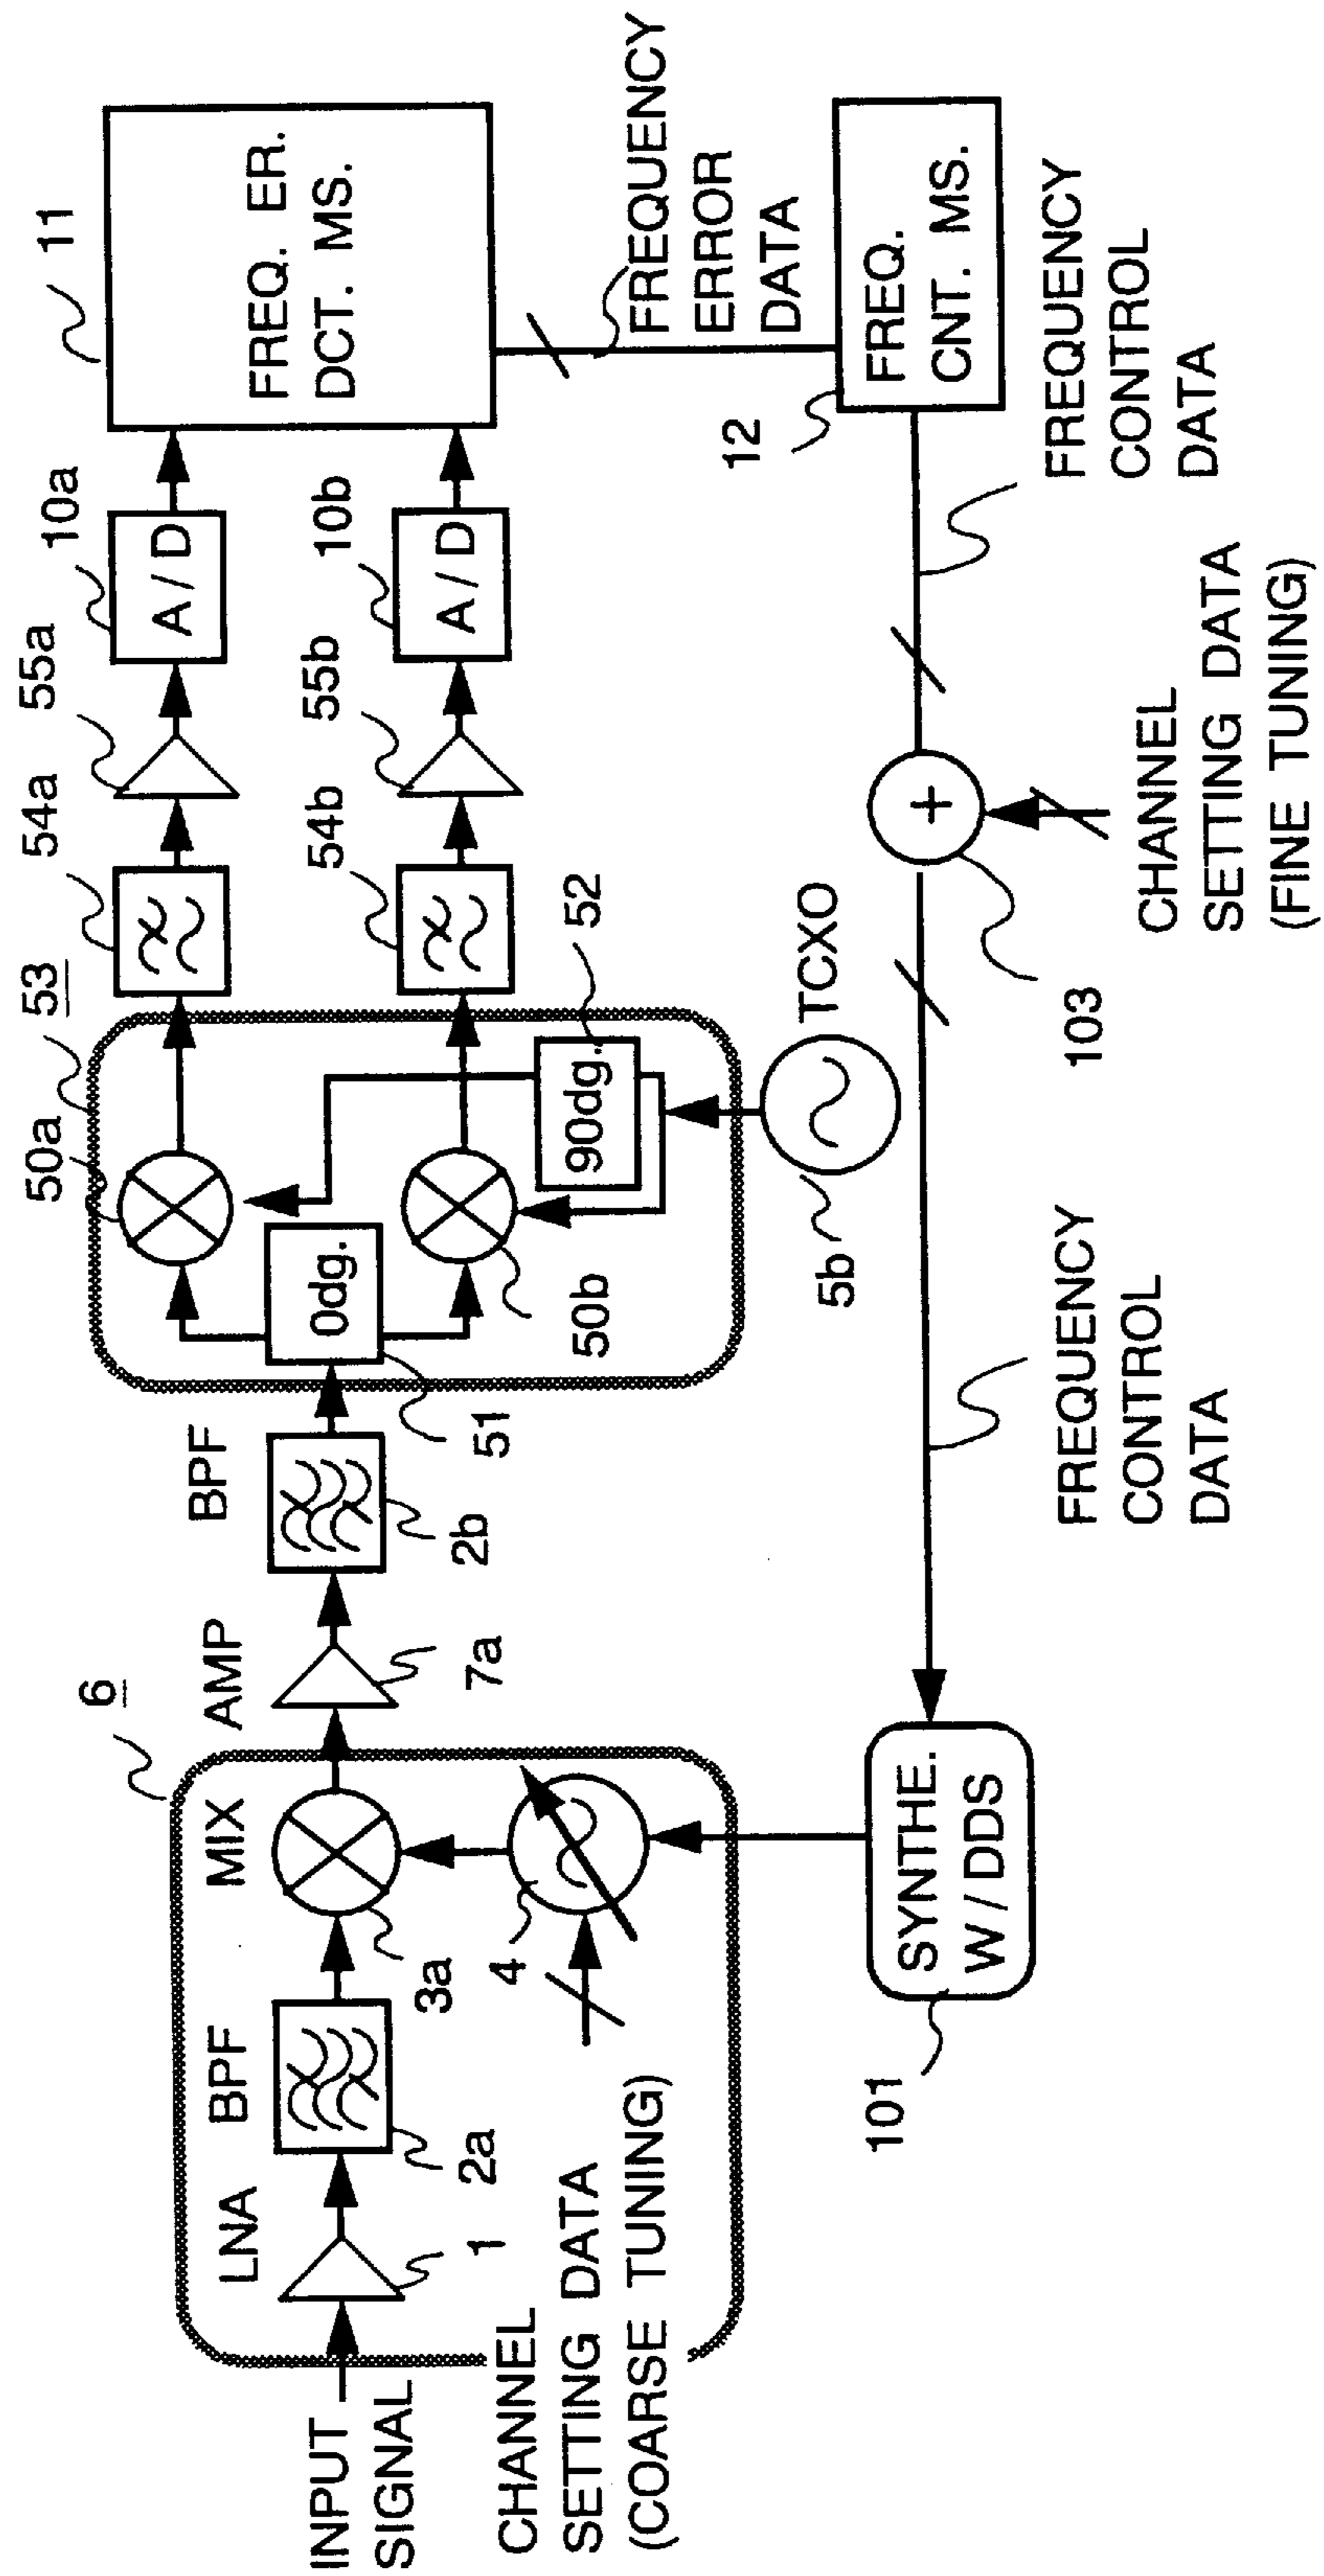 INPUT
SIGNAL
LNA
1
BPF
2a
MIX
3a
6
4
CHANNEL
SETTING DATA
(COARSE TUNING)
AMP
7a
BPF
2b
51
0dg.
50a
53
50b
90dg.
52
5b
TCXO
54a
55a
10a
A / D
54b
55b
10b
A / D
11
FREQ. ER.
DCT. MS.
FREQUENCY
ERROR
DATA
12
FREQ.
CNT. MS.
FREQUENCY
CONTROL
DATA
+
103
CHANNEL
SETTING DATA
(FINE TUNING)
FREQUENCY
CONTROL
DATA
101
SYNTHE.
W / DDS